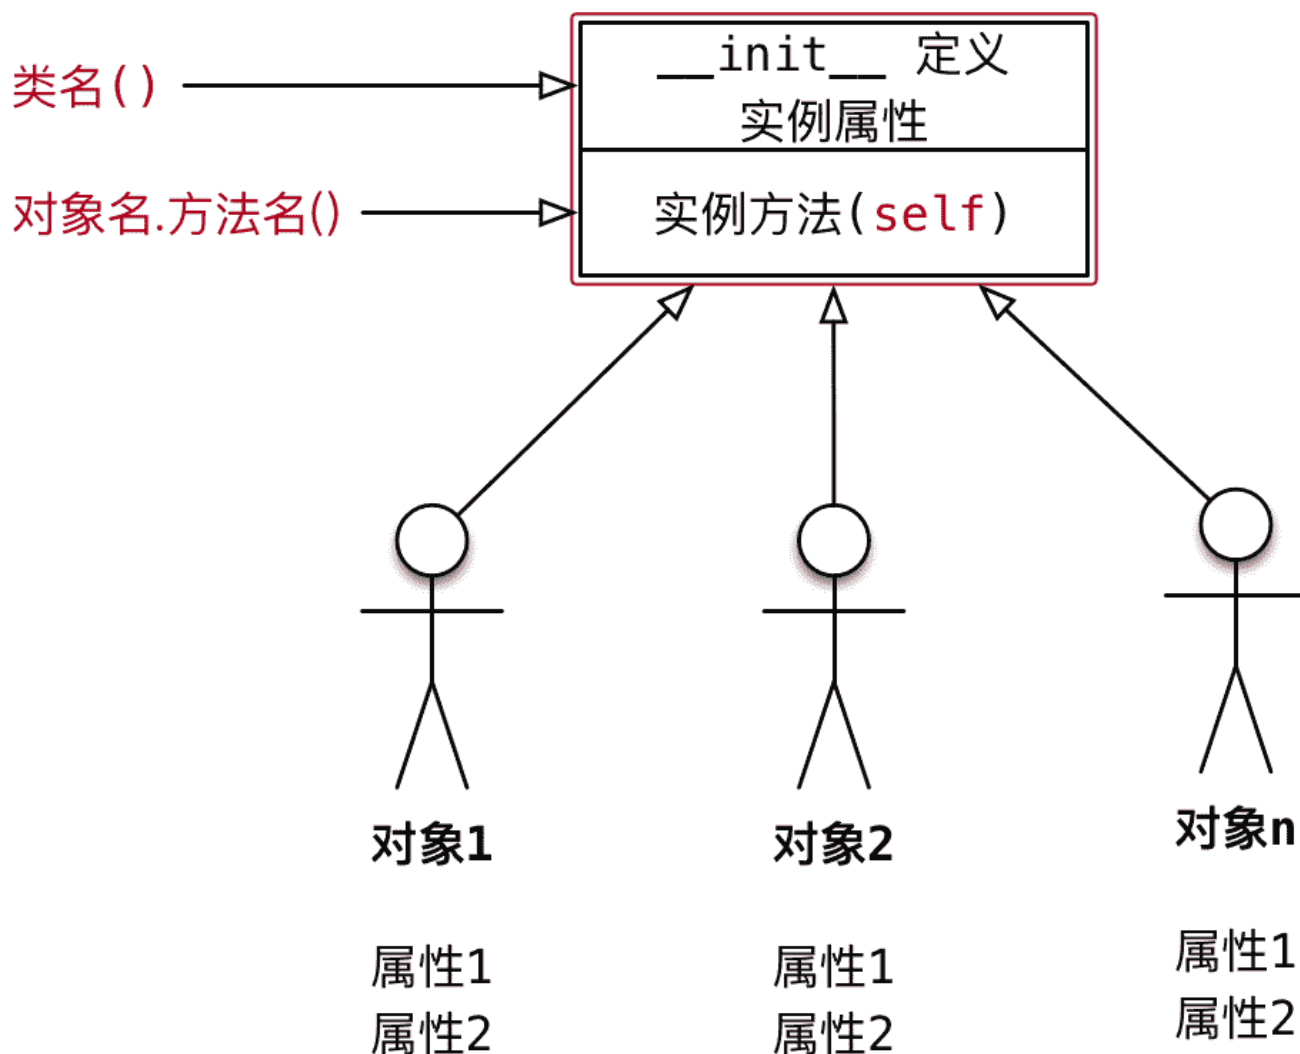 __init__ 定义
实例属性
类名()
对象名.方法名()
实例方法(self)
对象1
对象2
对象n
属性1
属性1
属性1
属性2
属性2
属性2